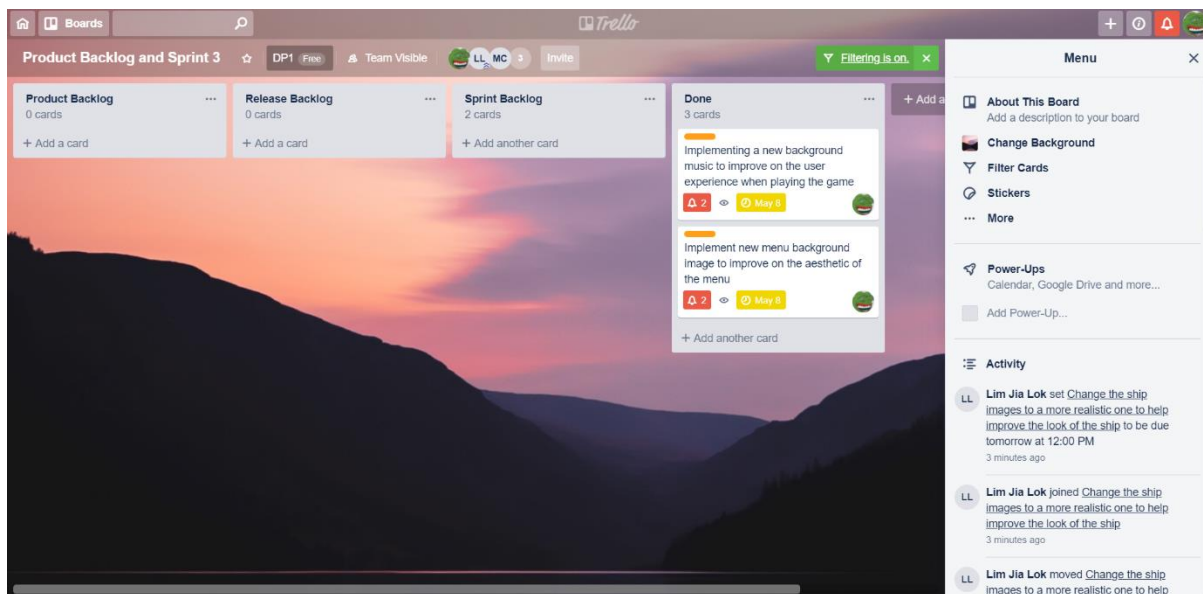 Boards
Trello
Product Backlog and Sprint 3
DP1 Free
Team Visible
LL MC 3
Invite
Filtering is on.
Product Backlog
0 cards
+ Add a card
Release Backlog
0 cards
+ Add a card
Sprint Backlog
2 cards
+ Add another card
Done
3 cards
Implementing a new background
music to improve on the user
experience when playing the game
2
May 8
Implement new menu background
image to improve on the aesthetic of
the menu
2
May 8
+ Add another card
+ Add a
Menu
About This Board
Add a description to your board
Change Background
Filter Cards
Stickers
More
Power-Ups
Calendar, Google Drive and more...
Add Power-Up...
Activity
LL
Lim Jia Lok set Change the ship
images to a more realistic one to help
improve the look of the ship to be due
tomorrow at 12:00 PM
3 minutes ago
LL
Lim Jia Lok joined Change the ship
images to a more realistic one to help
improve the look of the ship
3 minutes ago
LL
Lim Jia Lok moved Change the ship
images to a more realistic one to help